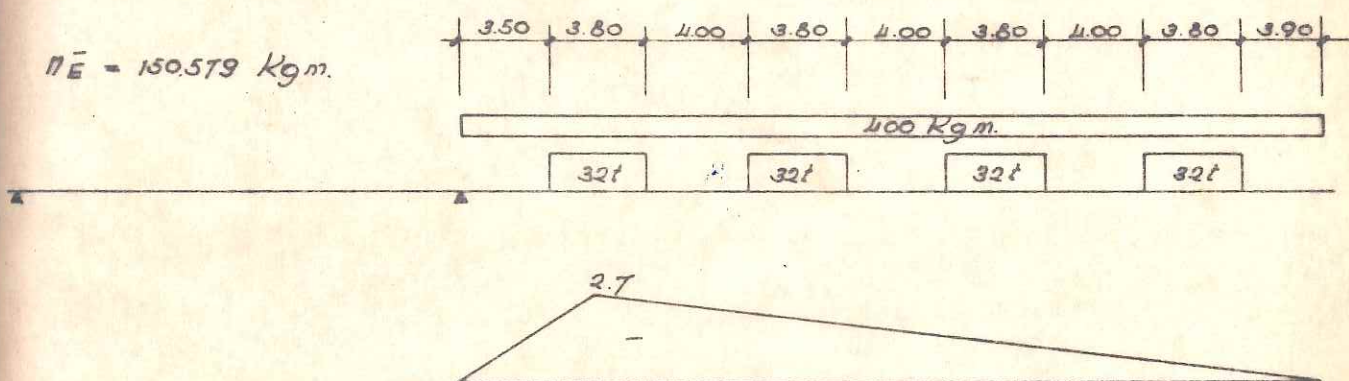 3.50 3.80 4.00 3.80 4.00 3.80 4.00 3.80 3.90
ME = 150.579 Kgm.
400 Kgm.
32t 32t 32t 32t
2.7
-